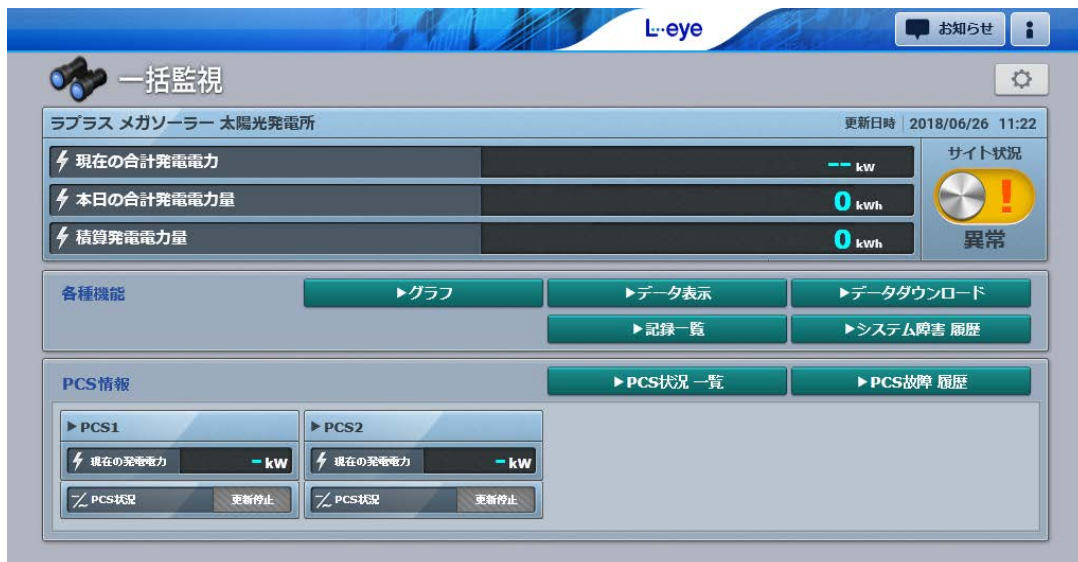 L・・eye
お知らせ
一括監視
ラプラス メガソーラー 太陽光発電所
更新日時 2018/06/26 11:22
現在の合計発電電力
-- kW
サイト状況
本日の合計発電電力量
0 kWh
!
積算発電電力量
0 kWh
異常
各種機能
▶グラフ
▶データ表示
▶データダウンロード
▶記録一覧
▶システム障害 履歴
PCS情報
▶PCS状況 一覧
▶PCS故障 履歴
▶PCS1
▶PCS2
現在の発電電力
- kW
現在の発電電力
- kW
PCS状況
更新停止
PCS状況
更新停止